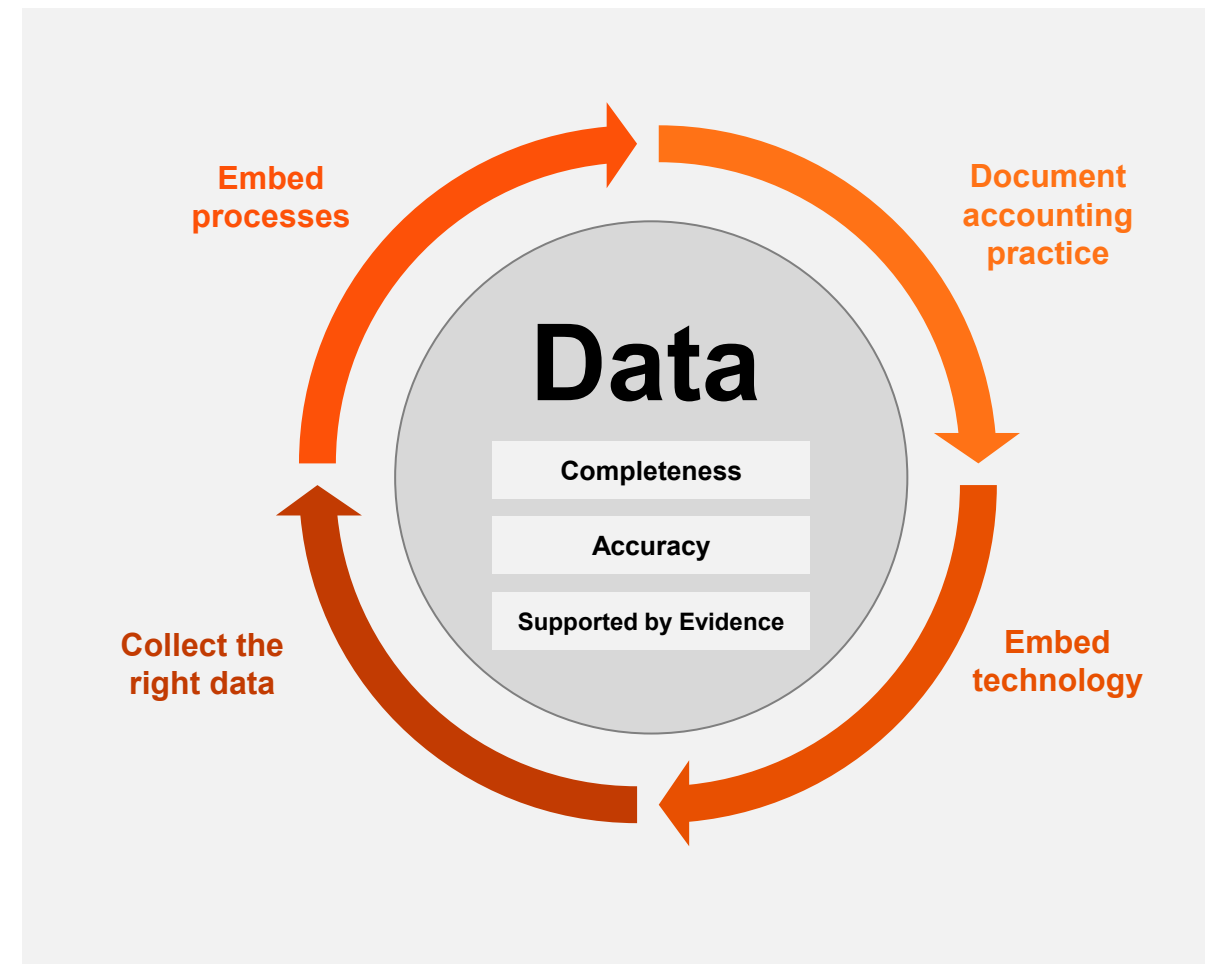 Embed
processes
Document
accounting
practice
Data
Completeness
Accuracy
Supported by Evidence
Collect the
right data
Embed
technology